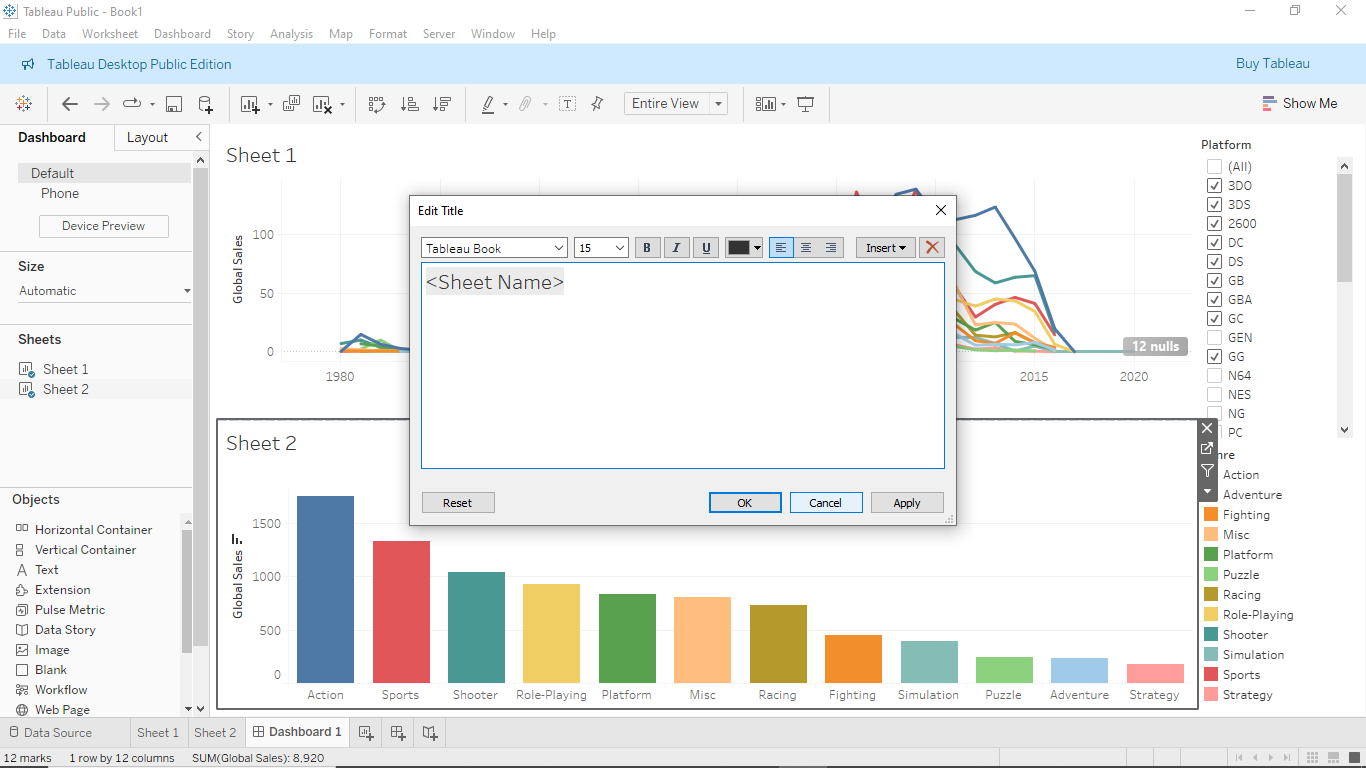 Tableau Public - Book1
File Data Worksheet Dashboard Story Analysis Map Format Server Window Help
Tableau Desktop Public Edition
Buy Tableau
Entire View
Show Me
Dashboard
Layout
Default
Phone
Device Preview
Size
Automatic
Sheets
Sheet 1
Sheet 2
Objects
Horizontal Container
Vertical Container
Text
Extension
Pulse Metric
Data Story
Image
Blank
Workflow
Web Page
Sheet 1
Global Sales
100
50
0
1980
2015
2020
12 nulls
Edit Title
Tableau Book
15
B I U
Insert
<Sheet Name>
Reset
OK
Cancel
Apply
Sheet 2
Global Sales
1500
1000
500
0
Action Sports Shooter Role-Playing Platform Misc Racing Fighting Simulation Puzzle Adventure Strategy
Platform
(All)
3DO
3DS
2600
DC
DS
GB
GBA
GC
GEN
GG
N64
NES
NG
PC
nre
Action
Adventure
Fighting
Misc
Platform
Puzzle
Racing
Role-Playing
Shooter
Simulation
Sports
Strategy
Data Source
Sheet 1
Sheet 2
Dashboard 1
12 marks
1 row by 12 columns
SUM(Global Sales): 8,920